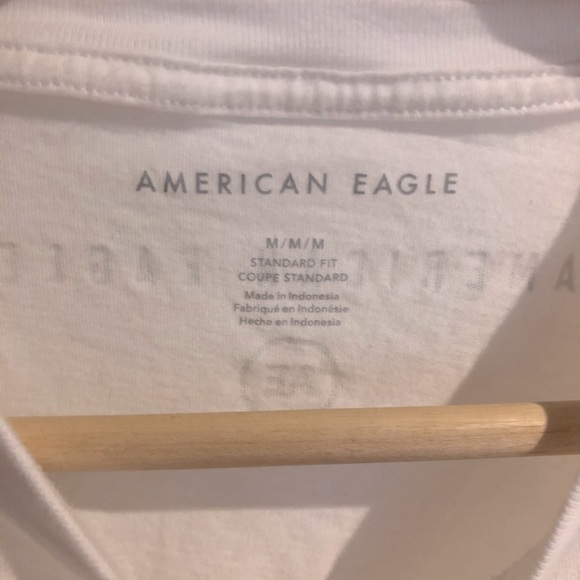 AMERICAN EAGLE
M/M/M
STANDARD FIT
COUPE STANDARD
Made in Indonesia
Fabriqué en Indonésie
Hecho en Indonesia